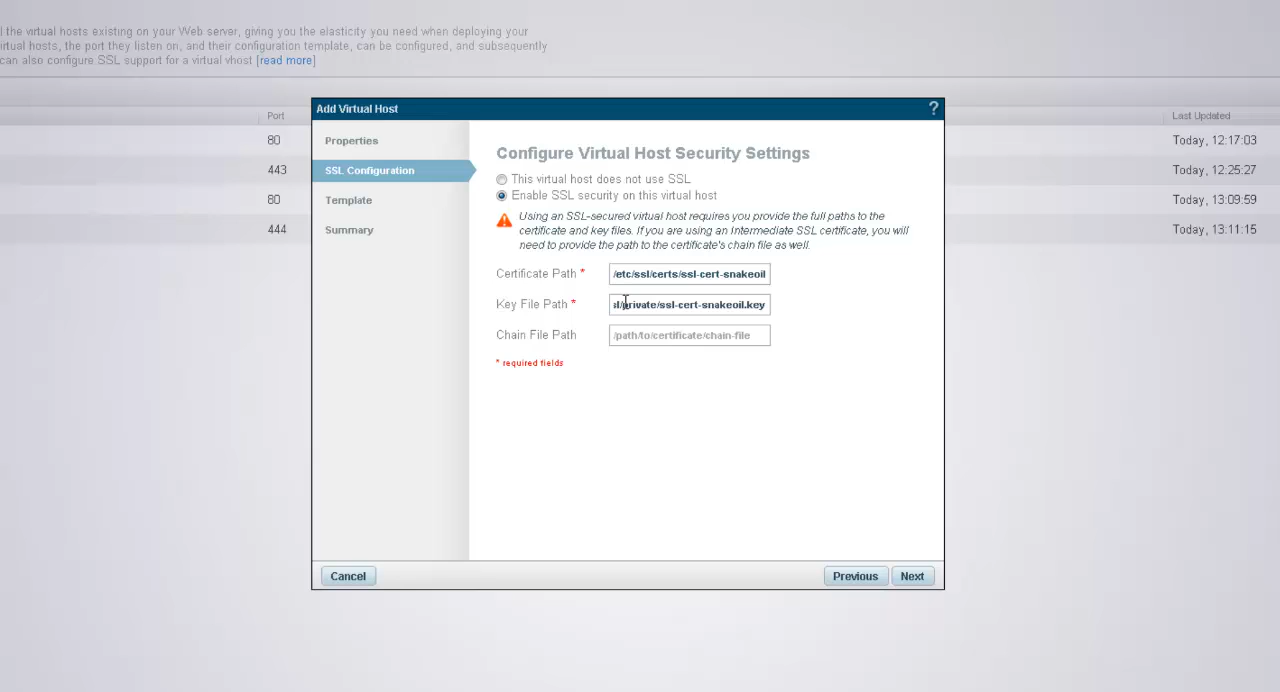 l the virtual hosts existing on your Web server, giving you the elasticity you need when deploying your
irtual hosts, the port they listen on, and their configuration template, can be configured, and subsequently
can also configure SSL support for a virtual vhost [read more]
Port
Last Updated
80
Today, 12:17:03
443
Today, 12:25:27
80
Today, 13:09:59
444
Today, 13:11:15
Add Virtual Host
?
Properties
SSL Configuration
Template
Summary
Configure Virtual Host Security Settings
This virtual host does not use SSL
Enable SSL security on this virtual host
Using an SSL-secured virtual host requires you provide the full paths to the
certificate and key files. If you are using an Intermediate SSL certificate, you will
need to provide the path to the certificate's chain file as well.
Certificate Path *
/etc/ssl/certs/ssl-cert-snakeoil
Key File Path *
sl/private/ssl-cert-snakeoil.key
Chain File Path
/path/to/certificate/chain-file
* required fields
Cancel
Previous
Next